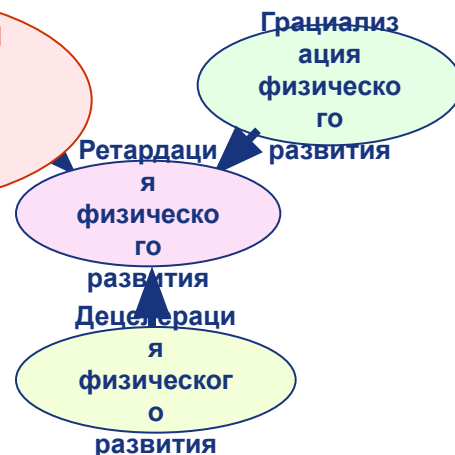 Грациализ
ация
физическо
го
развития
Ретардаци
я
физическо
го
развития
Децелераци
я
физическог
о
развития